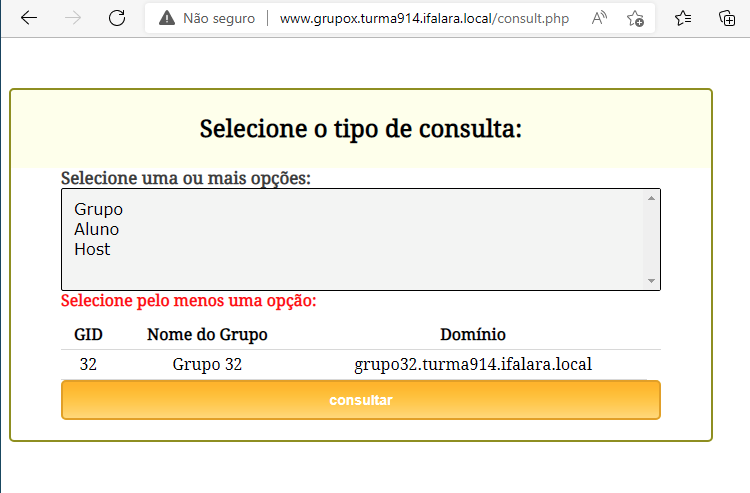 Não seguro | www.grupox.turma914.ifalara.local/consult.php
Selecione o tipo de consulta:
Selecione uma ou mais opções:
Grupo
Aluno
Host
Selecione pelo menos uma opção:
GID Nome do Grupo Domínio
32 Grupo 32 grupo32.turma914.ifalara.local
consultar